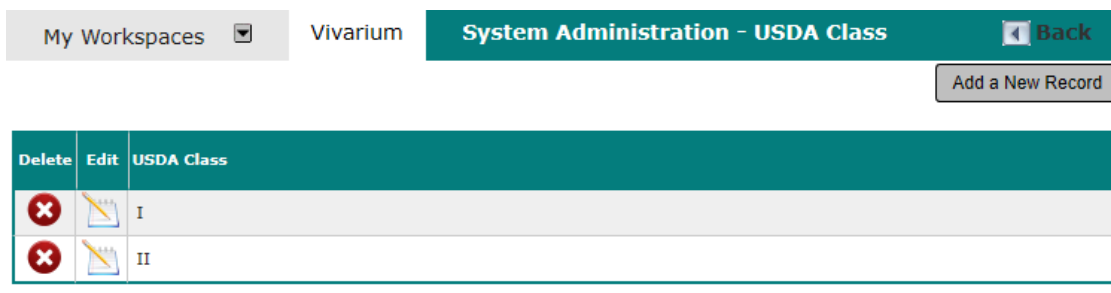 My Workspaces Vivarium System Administration - USDA Class Back
Add a New Record
Delete Edit USDA Class
I
II